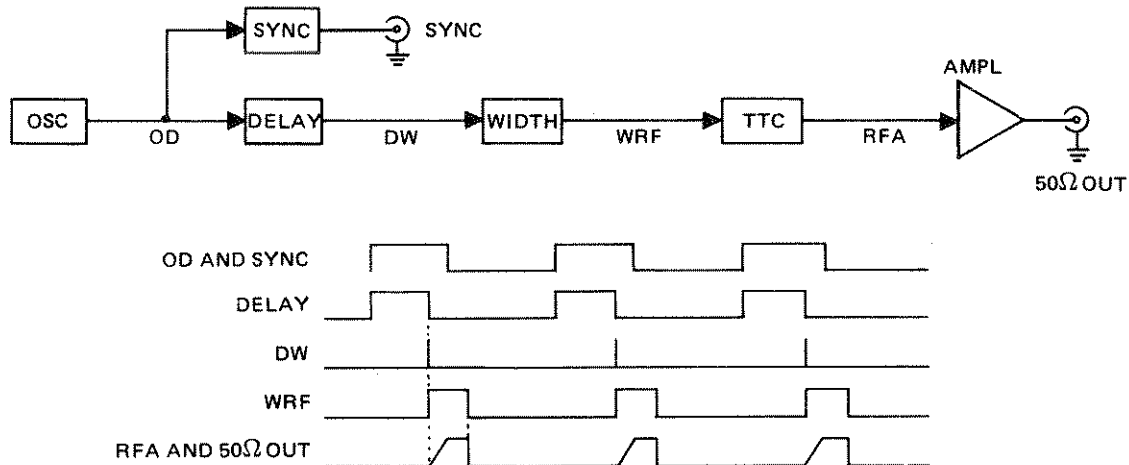 SYNC SYNC
AMPL
OSC DELAY WIDTH TTC
OD DW WRF RFA
50Ω OUT
OD AND SYNC
DELAY
DW
WRF
RFA AND 50Ω OUT